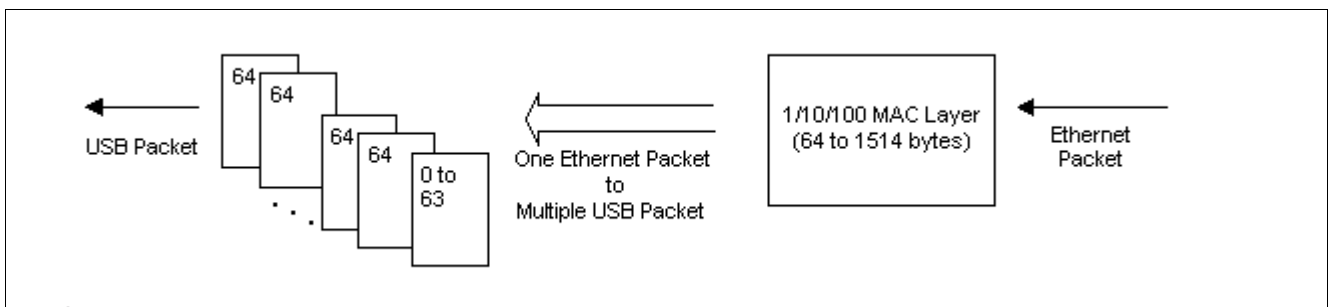 64
64
64
64
0 to
63
USB Packet
One Ethernet Packet
to
Multiple USB Packet
1/10/100 MAC Layer
(64 to 1514 bytes)
Ethernet
Packet